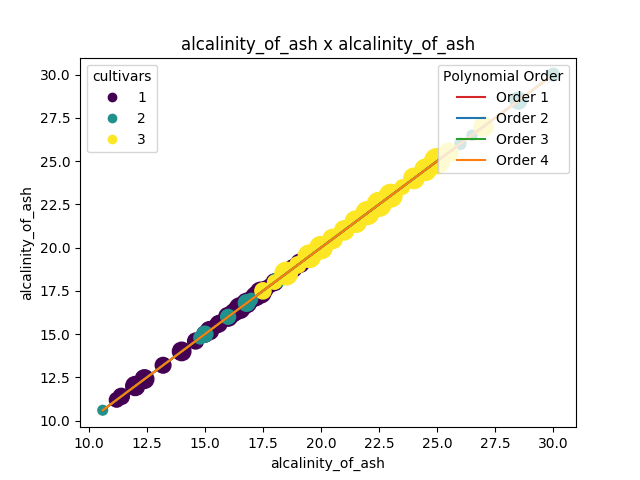 alcalinity_of_ash x alcalinity_of_ash
cultivars
1
2
3
Polynomial Order
Order 1
Order 2
Order 3
Order 4
alcalinity_of_ash
30.0
27.5
25.0
22.5
20.0
17.5
15.0
12.5
10.0
10.0 12.5 15.0 17.5 20.0 22.5 25.0 27.5 30.0
alcalinity_of_ash